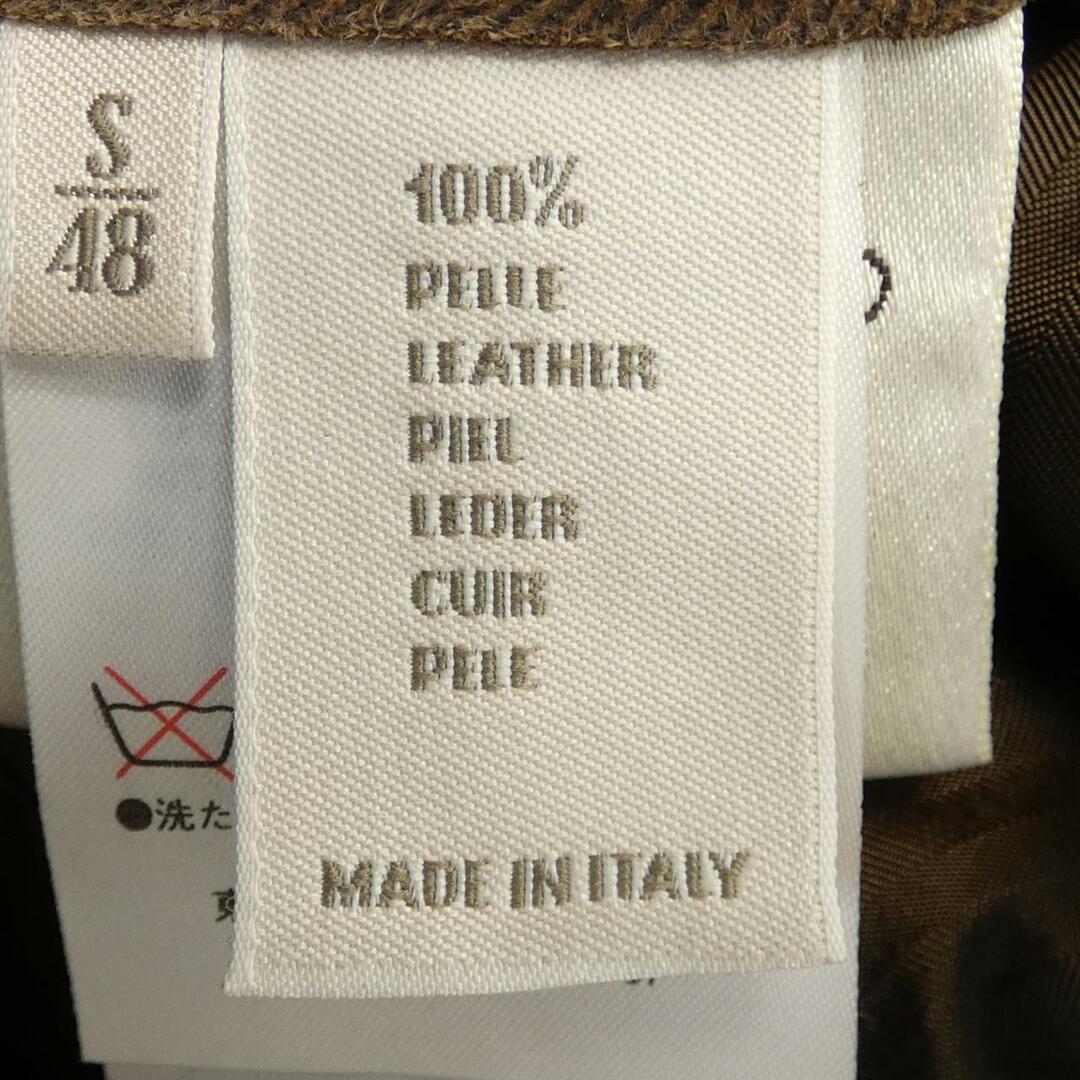 S
48
100%
PELLE
LEATHER
PIEL
LEDER
CUIR
PELE
MADE IN ITALY
●洗た